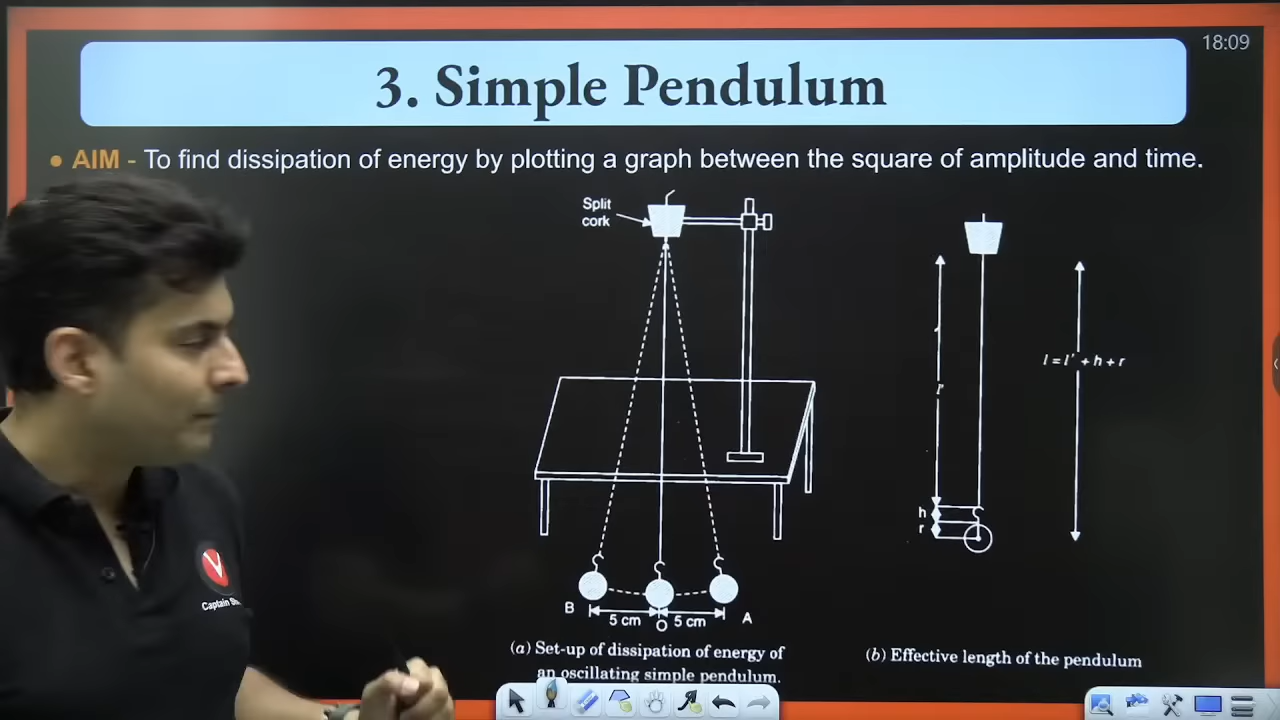 18:09
3. Simple Pendulum
• AIM - To find dissipation of energy by plotting a graph between the square of amplitude and time.
Split
cork
B
5 cm
O
5 cm
A
(a) Set-up of dissipation of energy of
an oscillating simple pendulum.
l'
h
r
l = l' + h + r
(b) Effective length of the pendulum
Captain